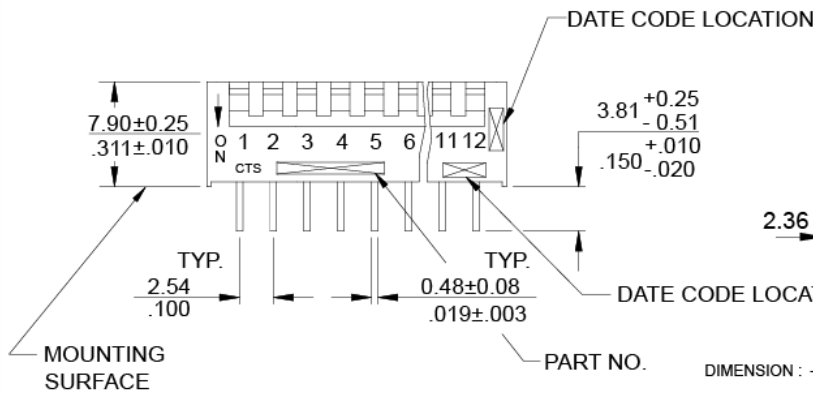 DATE CODE LOCATION
7.90±0.25
.311±.010
ON
1 2 3 4 5 6 11 12
CTS
3.81 +0.25 - 0.51
.150 +.010 -.020
2.36
TYP.
2.54
.100
TYP.
0.48±0.08
.019±.003
DATE CODE LOCA
MOUNTING
SURFACE
PART NO.
DIMENSION : -